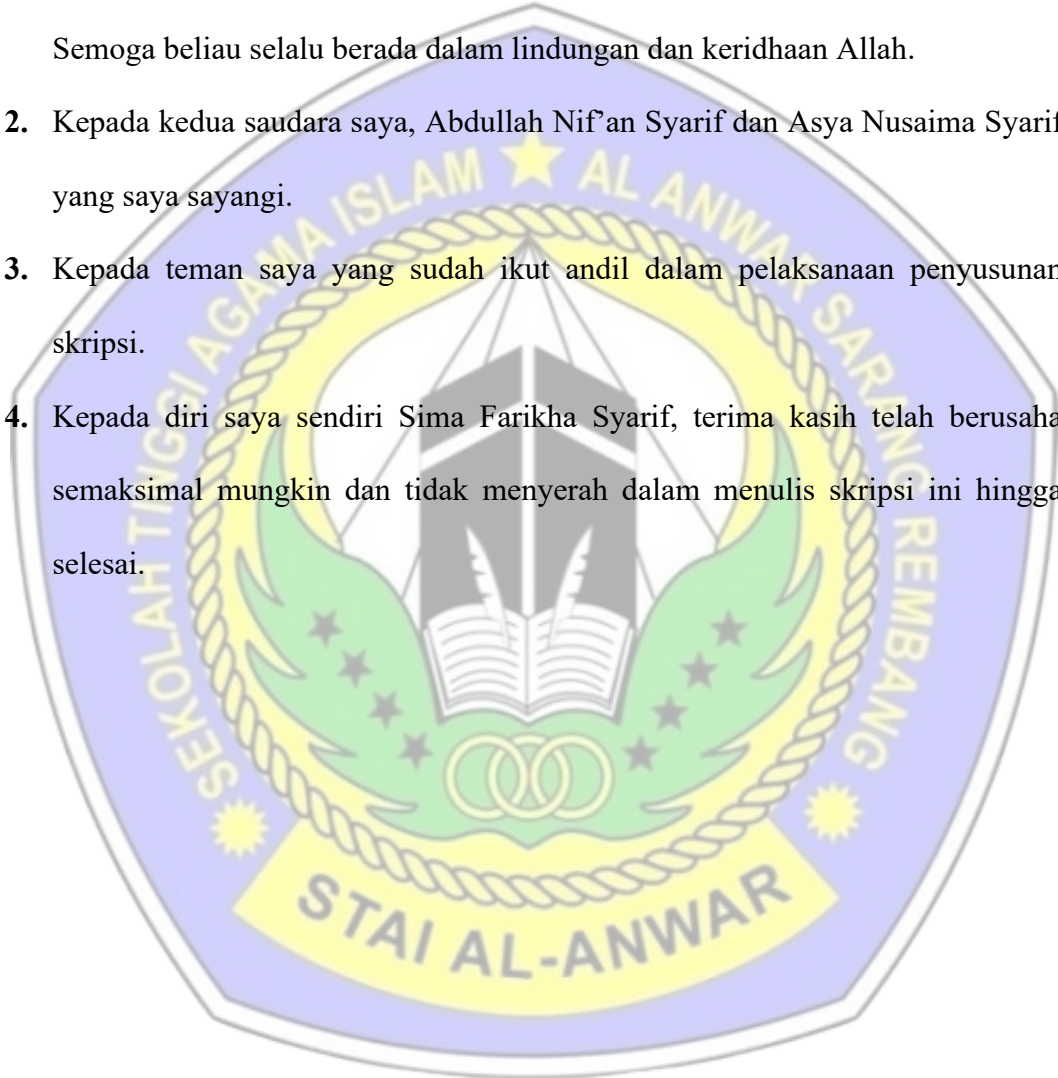 Semoga beliau selalu berada dalam lindungan dan keridhaan Allah.
2. Kepada kedua saudara saya, Abdullah Nif’an Syarif dan Asya Nusaima Syarif
yang saya sayangi.
3. Kepada teman saya yang sudah ikut andil dalam pelaksanaan penyusunan
skripsi.
4. Kepada diri saya sendiri Sima Farikha Syarif, terima kasih telah berusaha
semaksimal mungkin dan tidak menyerah dalam menulis skripsi ini hingga
selesai.
SEKOLAH TINGGI AGAMA ISLAM AL ANWAR SARANG REMBANG
STAI AL-ANWAR